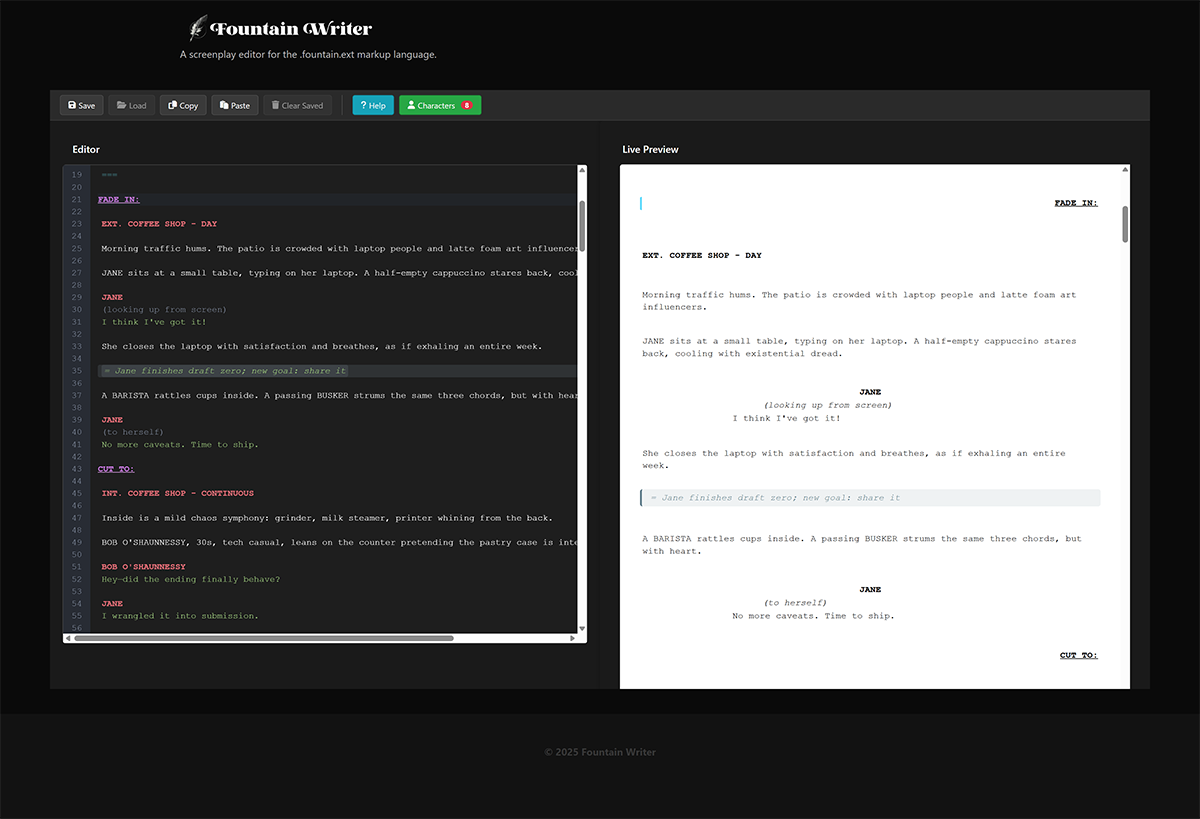 Fountain Writer
A screenplay editor for the .fountain.ext markup language.
Save Load Copy Paste Clear Saved ? Help Characters 8
Editor
19 ===
20
21 FADE IN:
22
23 EXT. COFFEE SHOP - DAY
24
25 Morning traffic hums. The patio is crowded with laptop people and latte foam art influencer
26
27 JANE sits at a small table, typing on her laptop. A half-empty cappuccino stares back, cool
28
29 JANE
30 (looking up from screen)
31 I think I've got it!
32
33 She closes the laptop with satisfaction and breathes, as if exhaling an entire week.
34
35 = Jane finishes draft zero; new goal: share it
36
37 A BARISTA rattles cups inside. A passing BUSKER strums the same three chords, but with hear
38
39 JANE
40 (to herself)
41 No more caveats. Time to ship.
42
43 CUT TO:
44
45 INT. COFFEE SHOP - CONTINUOUS
46
47 Inside is a mild chaos symphony: grinder, milk steamer, printer whining from the back.
48
49 BOB O'SHAUNNESSY, 30s, tech casual, leans on the counter pretending the pastry case is inte
50
51 BOB O'SHAUNNESSY
52 Hey—did the ending finally behave?
53
54 JANE
55 I wrangled it into submission.
56
Live Preview
FADE IN:
EXT. COFFEE SHOP - DAY
Morning traffic hums. The patio is crowded with laptop people and latte foam art
influencers.
JANE sits at a small table, typing on her laptop. A half-empty cappuccino stares
back, cooling with existential dread.
JANE
(looking up from screen)
I think I've got it!
She closes the laptop with satisfaction and breathes, as if exhaling an entire
week.
= Jane finishes draft zero; new goal: share it
A BARISTA rattles cups inside. A passing BUSKER strums the same three chords, but
with heart.
JANE
(to herself)
No more caveats. Time to ship.
CUT TO:
© 2025 Fountain Writer